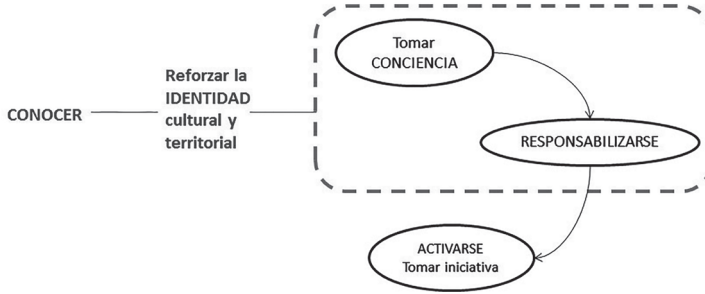 CONOCER
Reforzar la
IDENTIDAD
cultural y
territorial
Tomar
CONCIENCIA
RESPONSABILIZARSE
ACTIVARSE
Tomar iniciativa